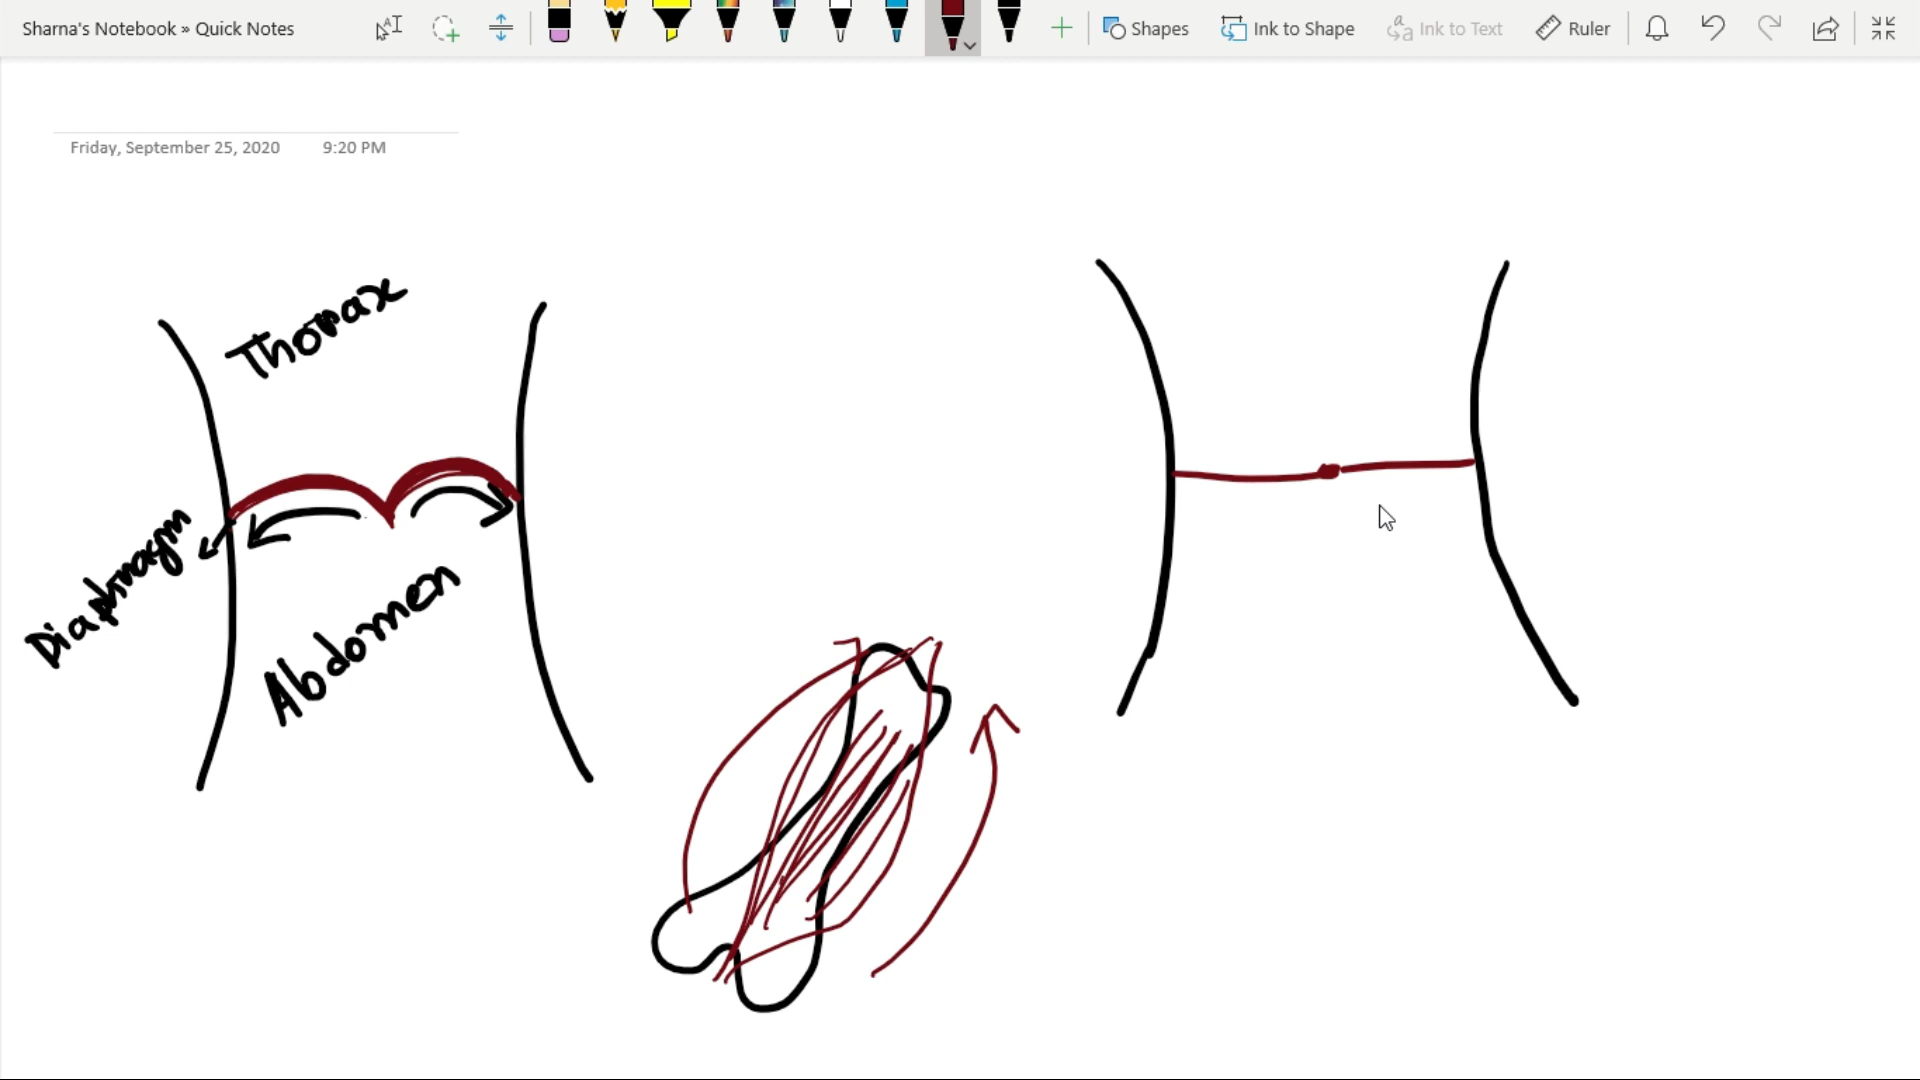 Sharna's Notebook » Quick Notes
Shapes
Ink to Shape
Ink to Text
Ruler
Friday, September 25, 2020 9:20 PM
Thorax
Diaphragm
Abdomen